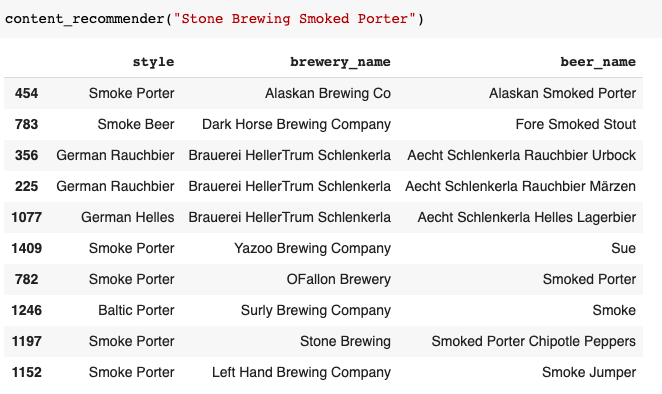 content_recommender("Stone Brewing Smoked Porter")
style brewery_name beer_name
454 Smoke Porter Alaskan Brewing Co Alaskan Smoked Porter
783 Smoke Beer Dark Horse Brewing Company Fore Smoked Stout
356 German Rauchbier Brauerei HellerTrum Schlenkerla Aecht Schlenkerla Rauchbier Urbock
225 German Rauchbier Brauerei HellerTrum Schlenkerla Aecht Schlenkerla Rauchbier Märzen
1077 German Helles Brauerei HellerTrum Schlenkerla Aecht Schlenkerla Helles Lagerbier
1409 Smoke Porter Yazoo Brewing Company Sue
782 Smoke Porter OFallon Brewery Smoked Porter
1246 Baltic Porter Surly Brewing Company Smoke
1197 Smoke Porter Stone Brewing Smoked Porter Chipotle Peppers
1152 Smoke Porter Left Hand Brewing Company Smoke Jumper